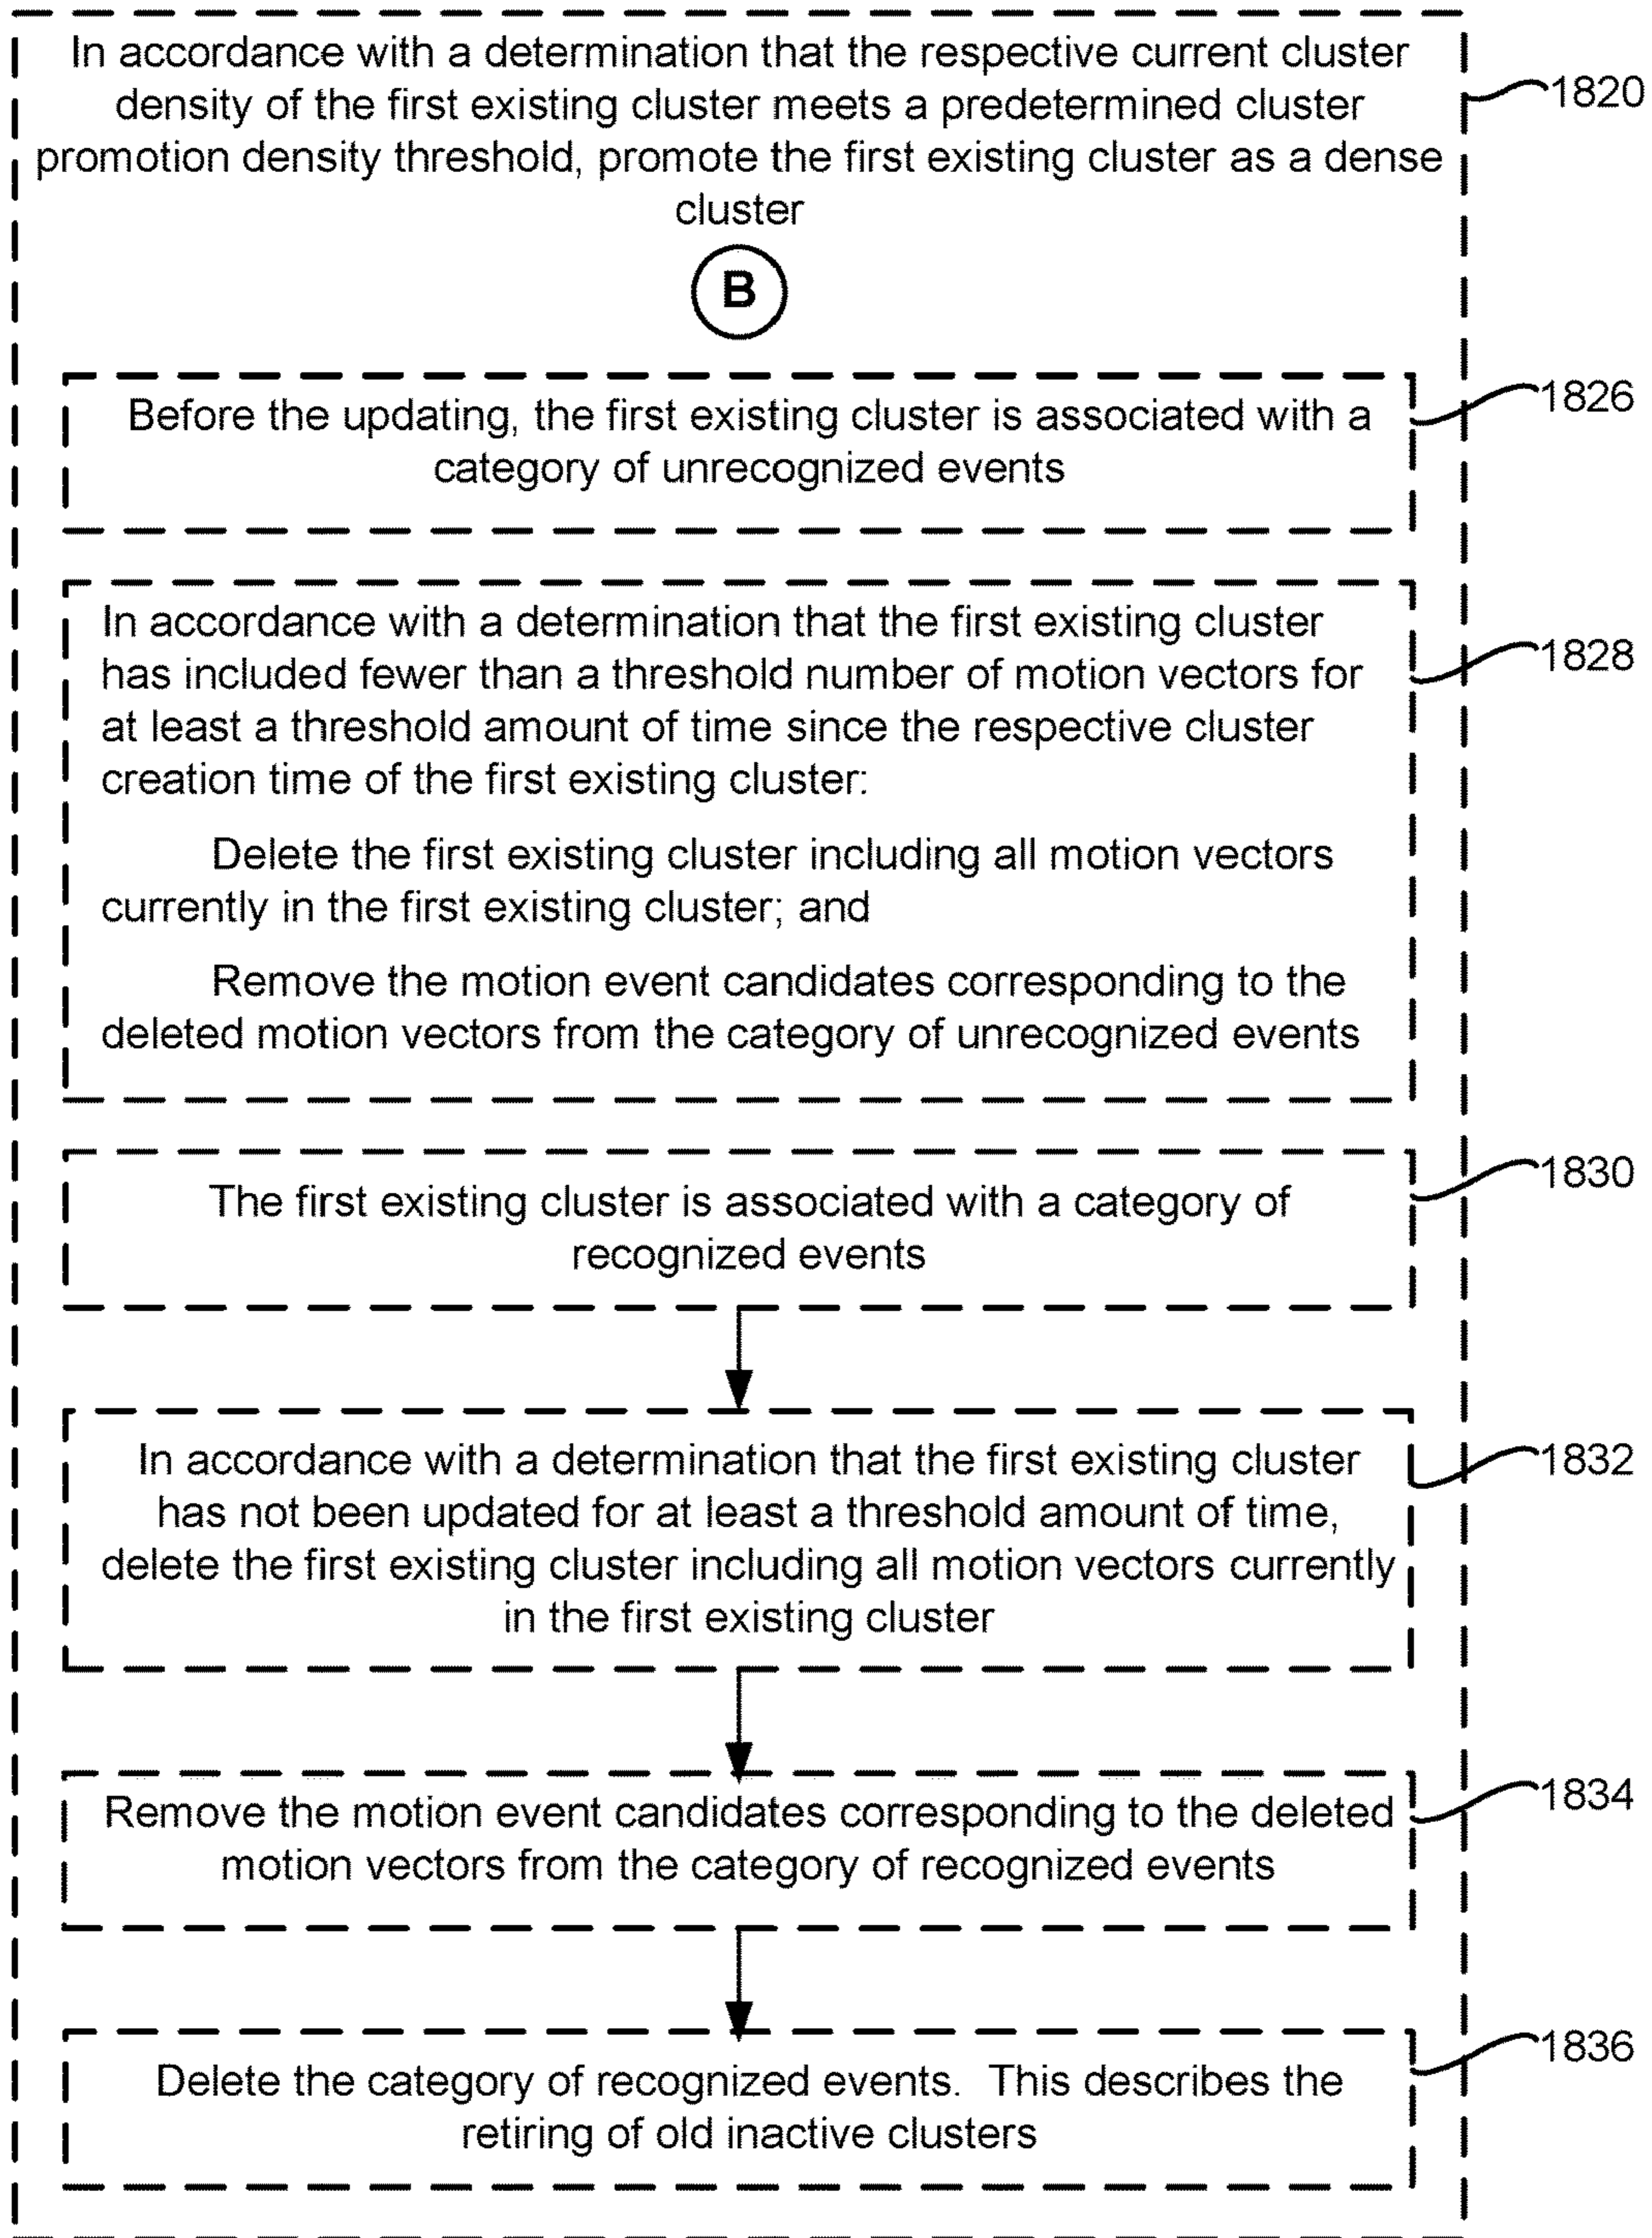 In accordance with a determination that the respective current cluster
density of the first existing cluster meets a predetermined cluster
promotion density threshold, promote the first existing cluster as a dense
cluster
1820
B
Before the updating, the first existing cluster is associated with a
category of unrecognized events
1826
In accordance with a determination that the first existing cluster
has included fewer than a threshold number of motion vectors for
at least a threshold amount of time since the respective cluster
creation time of the first existing cluster:
Delete the first existing cluster including all motion vectors
currently in the first existing cluster; and
Remove the motion event candidates corresponding to the
deleted motion vectors from the category of unrecognized events
1828
The first existing cluster is associated with a category of
recognized events
1830
In accordance with a determination that the first existing cluster
has not been updated for at least a threshold amount of time,
delete the first existing cluster including all motion vectors currently
in the first existing cluster
1832
Remove the motion event candidates corresponding to the deleted
motion vectors from the category of recognized events
1834
Delete the category of recognized events.  This describes the
retiring of old inactive clusters
1836